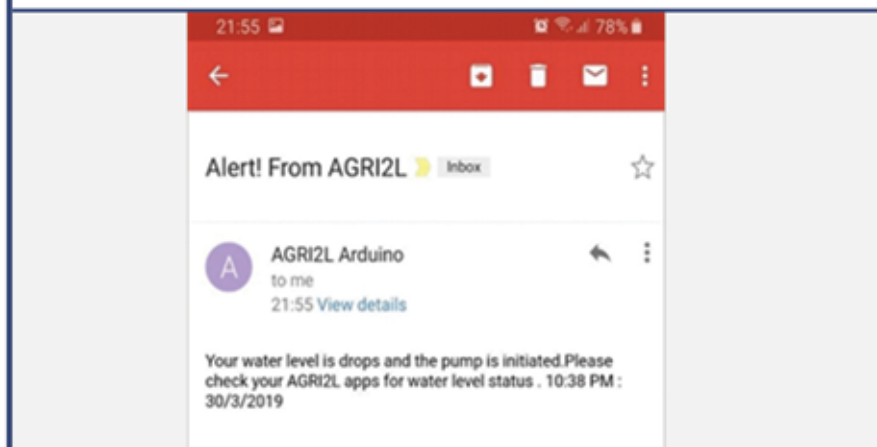 21:55 78%
Alert! From AGRI2L Inbox
A
AGRI2L Arduino
to me
21:55 View details
Your water level is drops and the pump is initiated.Please
check your AGRI2L apps for water level status . 10:38 PM :
30/3/2019